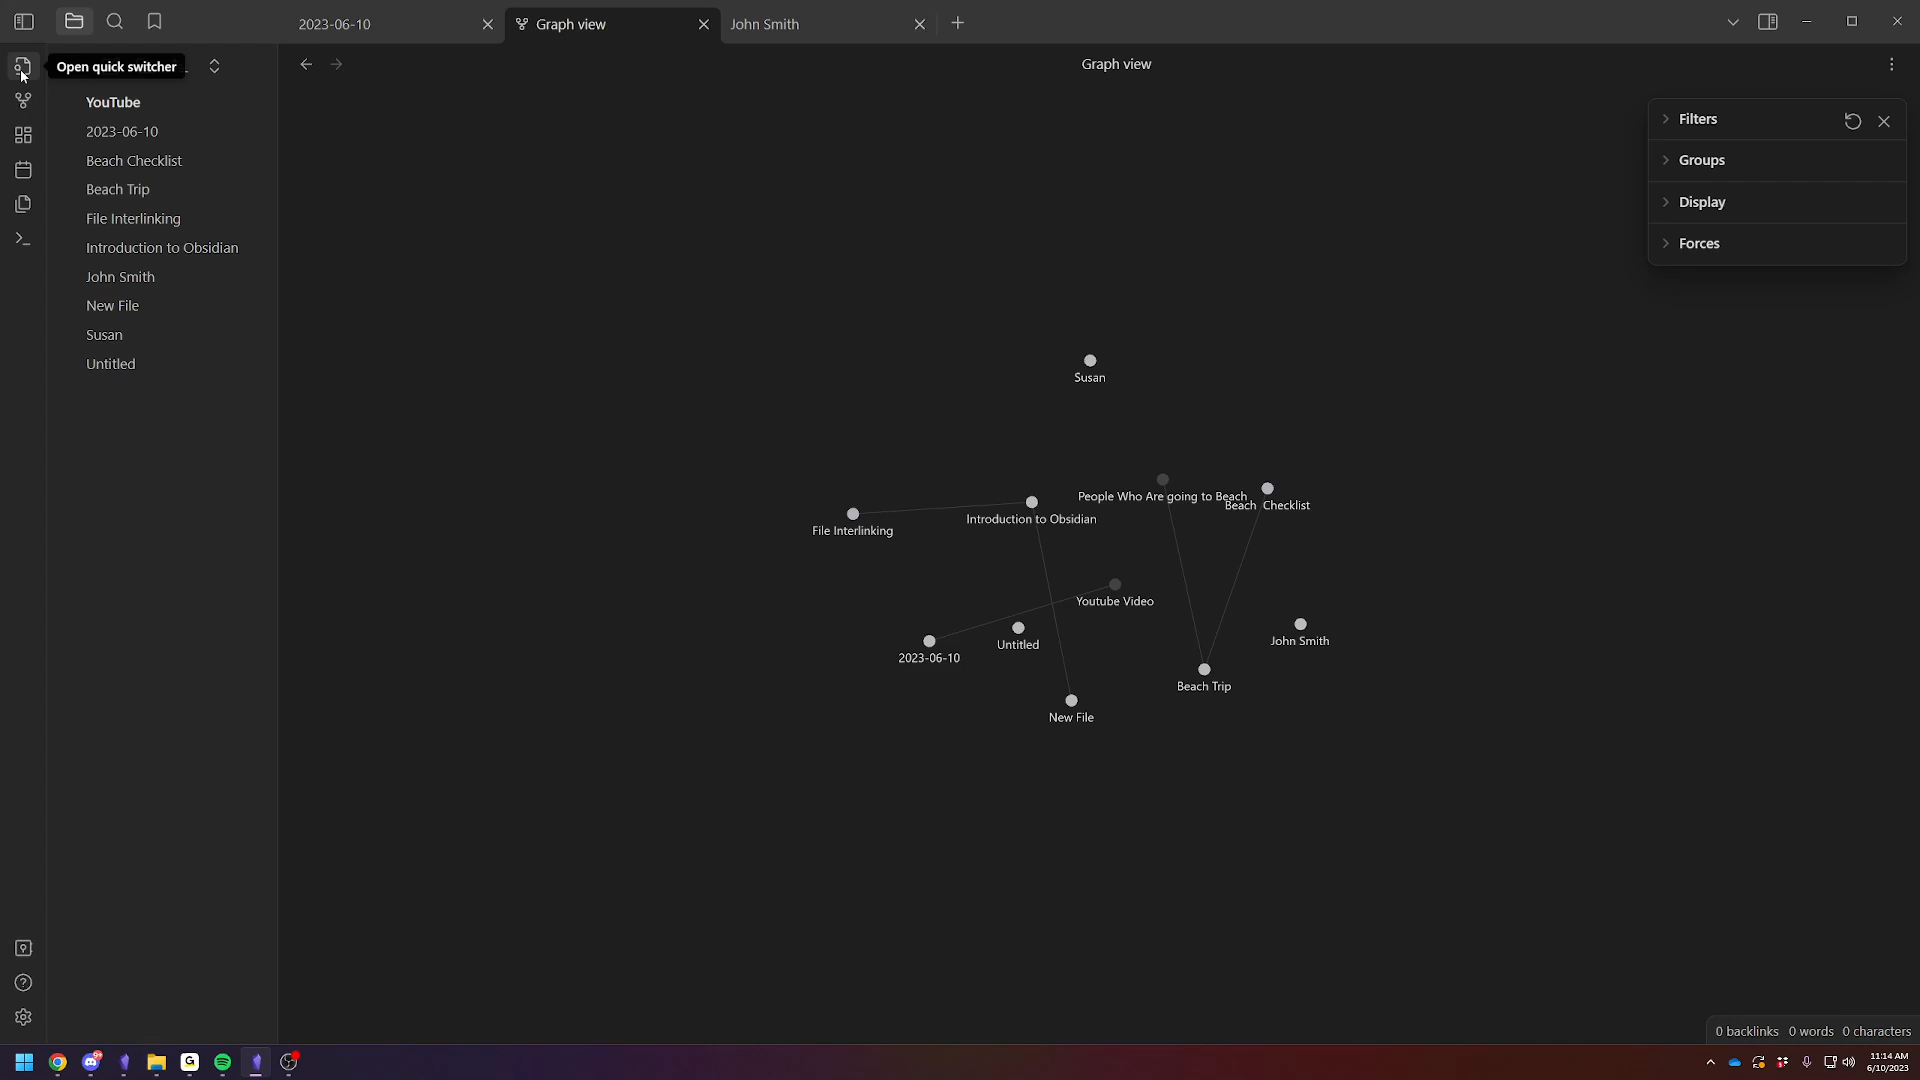 2023-06-10
Graph view
John Smith
Open quick switcher
Graph view
YouTube
2023-06-10
Beach Checklist
Beach Trip
File Interlinking
Introduction to Obsidian
John Smith
New File
Susan
Untitled
Filters
Groups
Display
Forces
Susan
People Who Are going to Beach
Beach Checklist
Introduction to Obsidian
File Interlinking
Youtube Video
Untitled
John Smith
2023-06-10
Beach Trip
New File
0 backlinks 0 words 0 characters
11:14 AM
6/10/2023